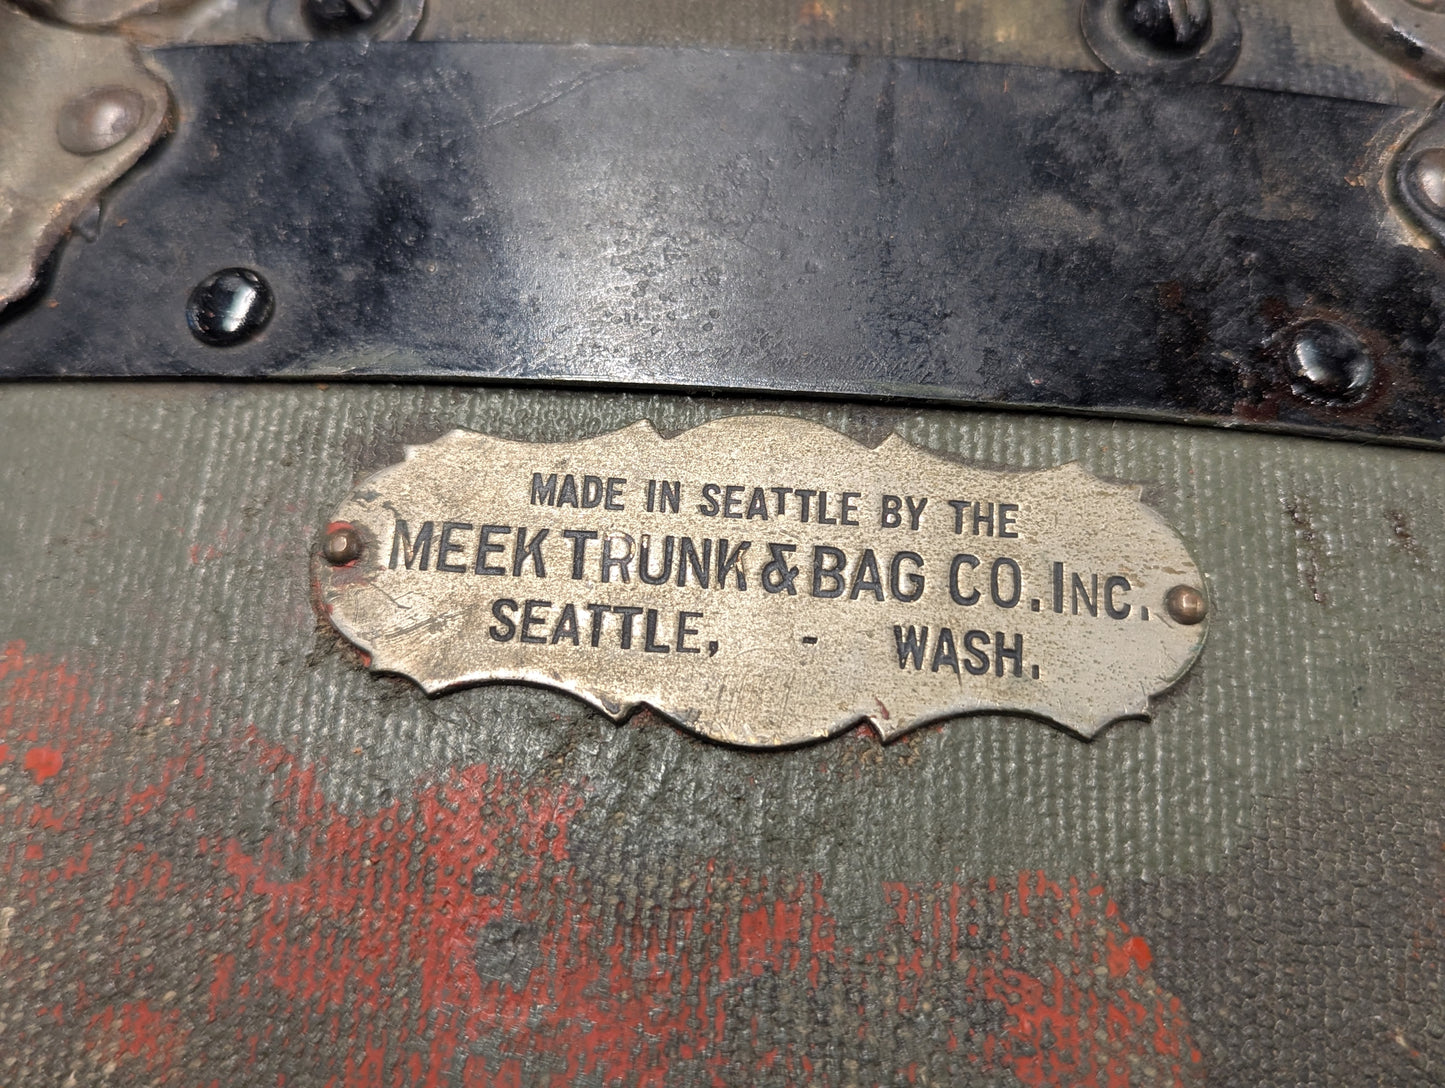 MADE IN SEATTLE BY THE
MEEK TRUNK & BAG CO. INC.
SEATTLE, - WASH.